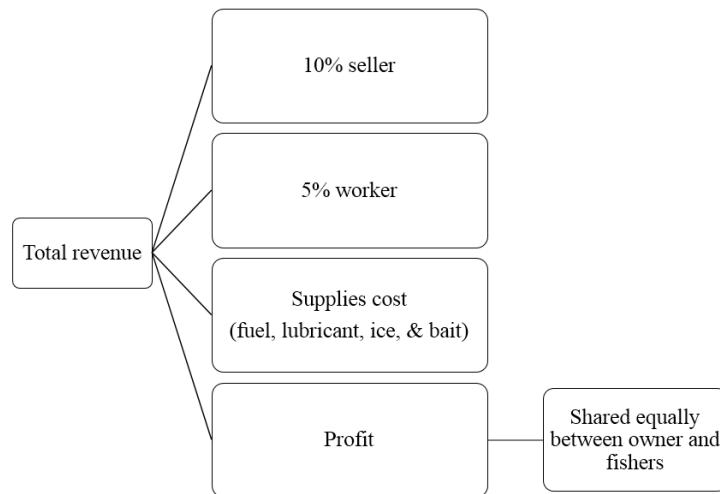 10% seller
5% worker
Total revenue
Supplies cost
(fuel, lubricant, ice, & bait)
Profit
Shared equally
between owner and
fishers